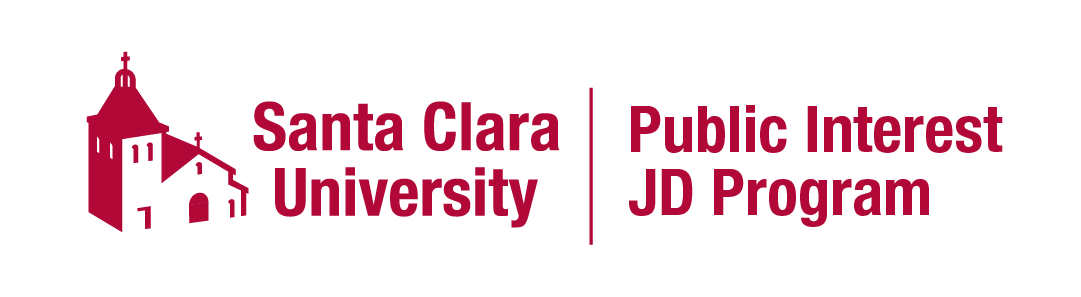 Santa Clara
University
Public Interest
JD Program